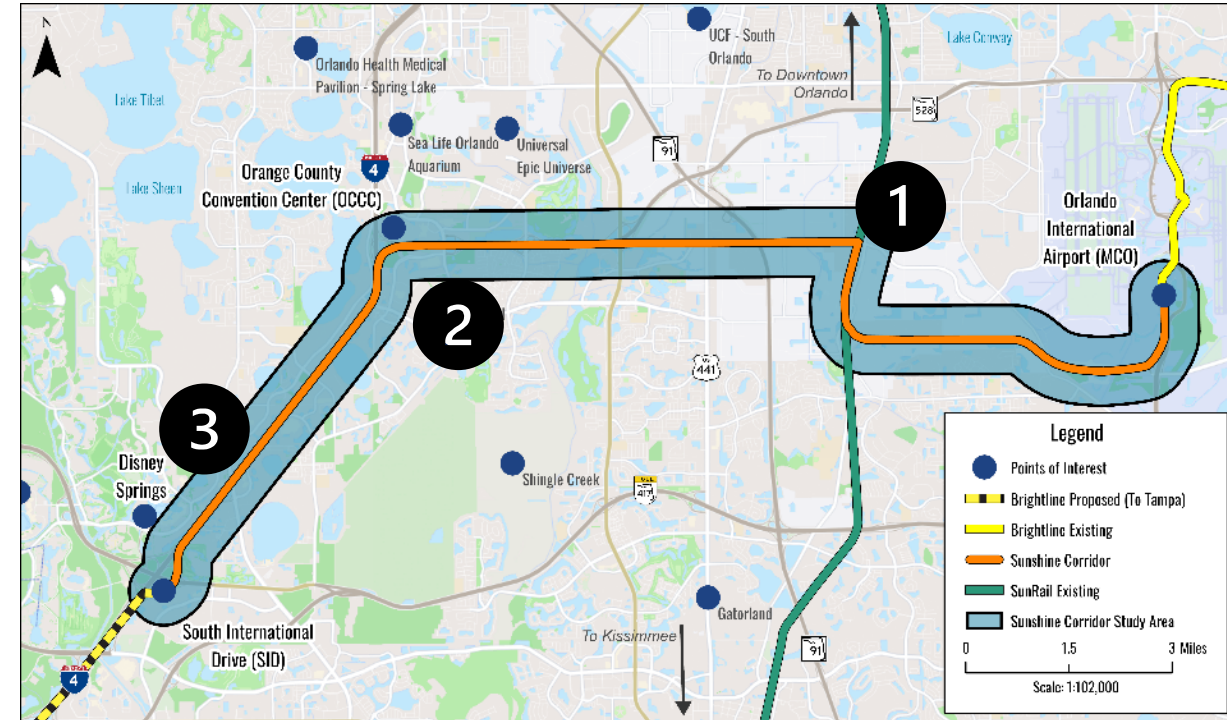 N
Lake Tibet
Lake Sheen
Orlando Health Medical
Pavilion - Spring Lake
Sea Life Orlando
Aquarium
Universal
Epic Universe
UCF - South
Orlando
To Downtown
Orlando
Lake Conway
528
91
4
Orange County
Convention Center (OCCC)
1
Orlando
International
Airport (MCO)
2
US
441
3
Disney
Springs
Shingle Creek
417
Gatorland
South International
Drive (SID)
To Kissimmee
91
4
Legend
Points of Interest
Brightline Proposed (To Tampa)
Brightline Existing
Sunshine Corridor
SunRail Existing
Sunshine Corridor Study Area
0 1.5 3 Miles
Scale: 1:102,000